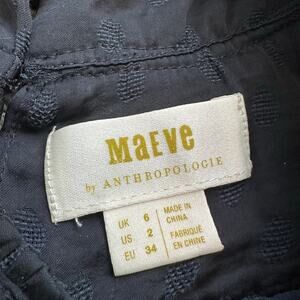 MAEVE
by ANTHROPOLOGIE
UK 6
US 2
EU 34
MADE IN
CHINA
FABRIQUÉ
EN CHINE